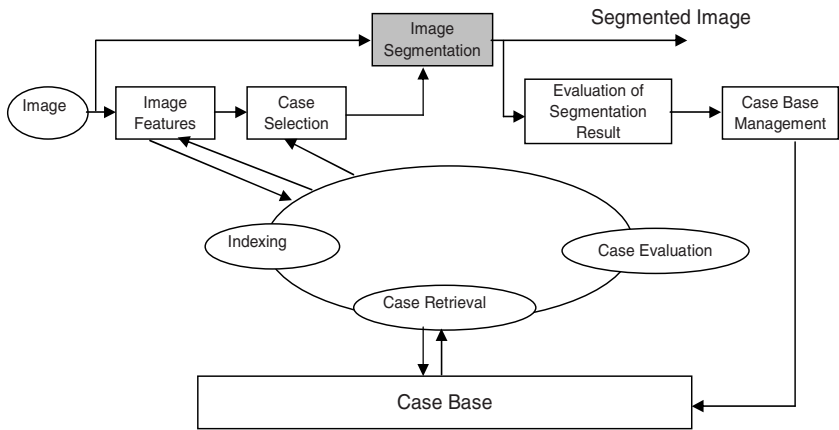 Segmented Image
Image
Segmentation
Image
Image
Features
Case
Selection
Evaluation of
Segmentation
Result
Case Base
Management
Indexing
Case Evaluation
Case Retrieval
Case Base